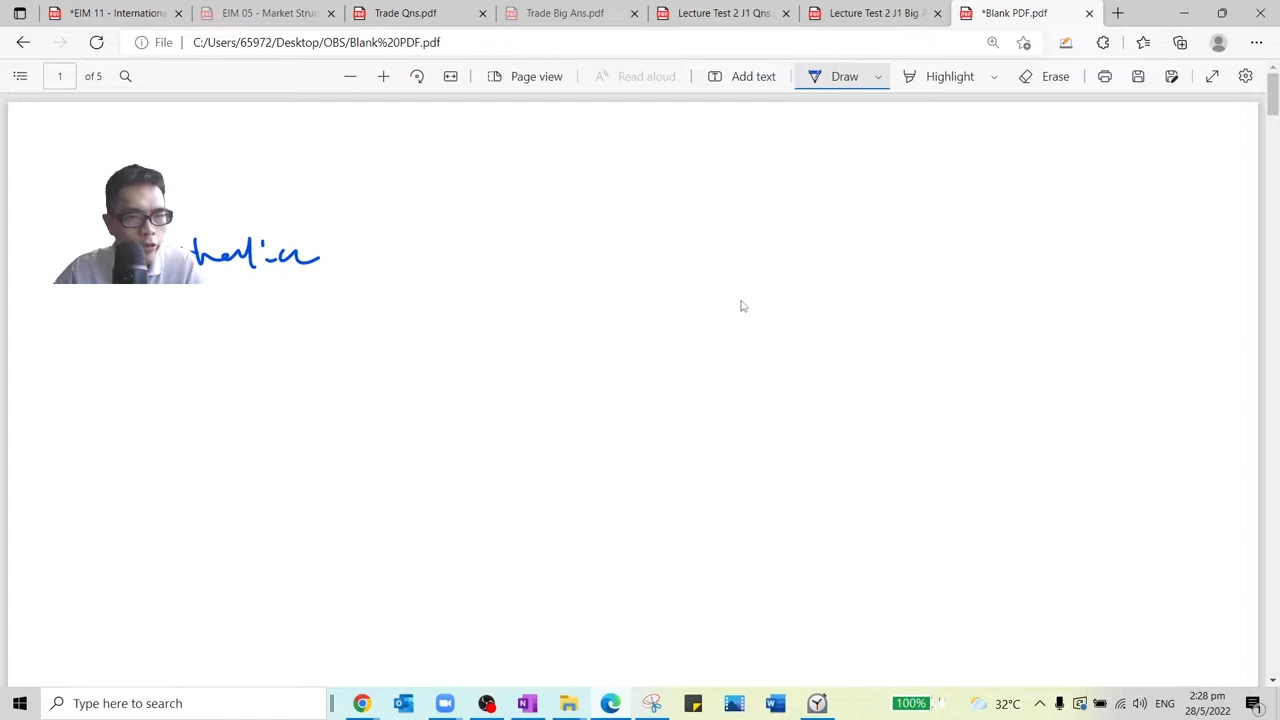 *EIM 11 - Internationa
EIM 05 - Market Struc
Trade Qns.pdf
Trade Big Ans.pdf
Lecture Test 2 J1 Qns
Lecture Test 2 J1 Big A
*Blank PDF.pdf
File C:/Users/65972/Desktop/OBS/Blank%20PDF.pdf
1 of 5 Page view Read aloud Add text Draw Highlight Erase
Type here to search
100% 32°C ENG
2:28 pm
28/5/2022